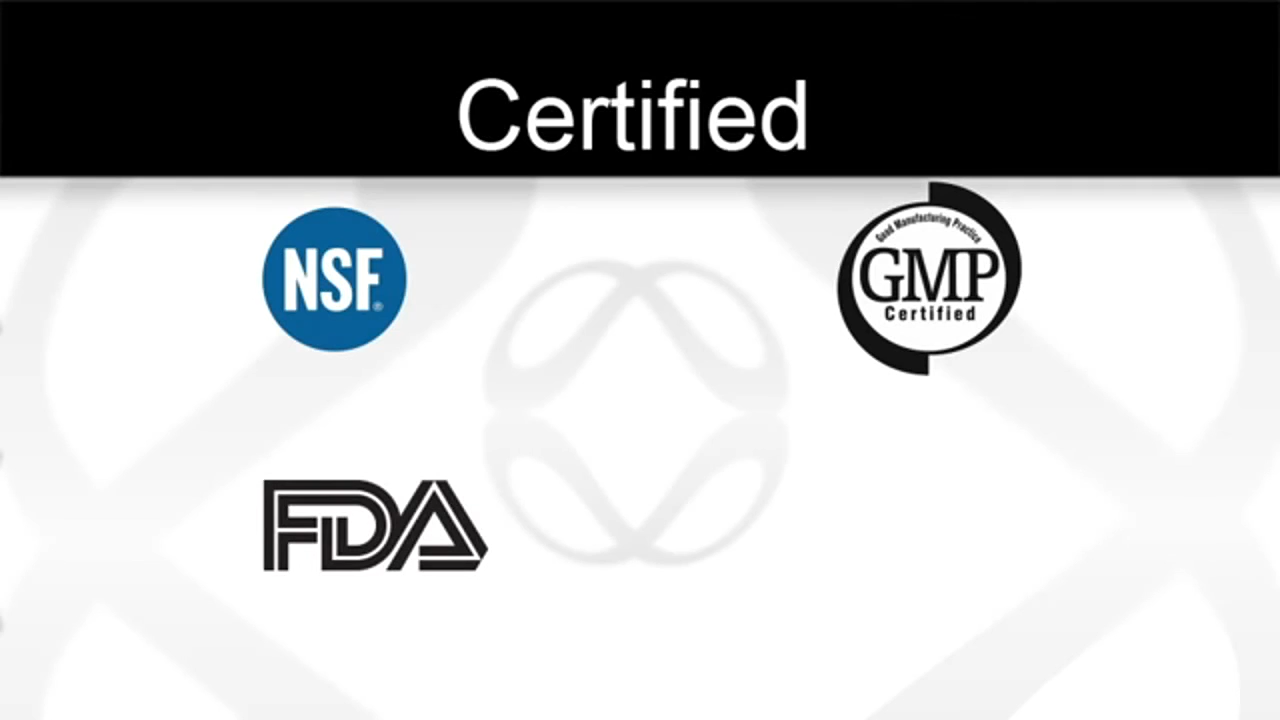 Certified
NSF®
Good Manufacturing Practice
GMP
Certified
FDA